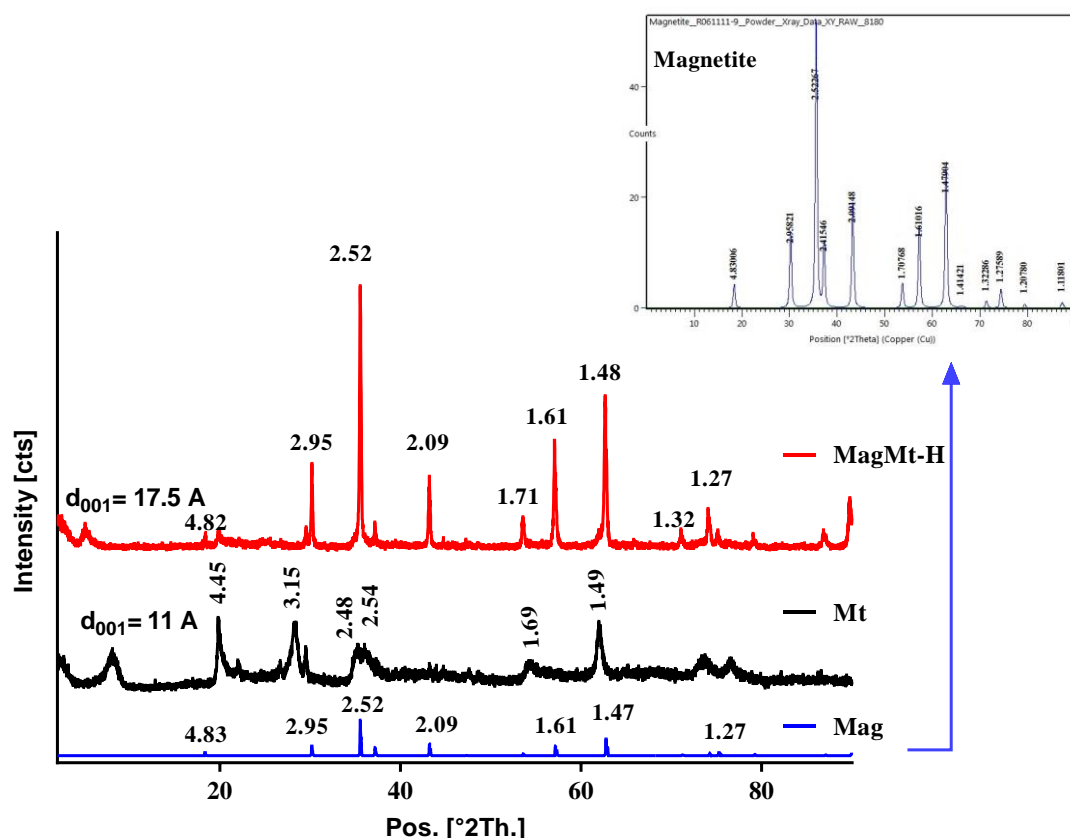 Magnetite__R061111-9__Powder__Xray_Data_XY_RAW__8180
Magnetite
40
Counts
20
4.83006
2.95821
2.52267
2.41546
2.09148
1.70768
1.61016
1.47904
1.41421
1.32286
1.27589
1.20780
1.11801
10 20 30 40 50 60 70 80
Position [°2Theta] (Copper (Cu))
Intensity [cts]
d001= 17.5 A
4.82
2.95
2.52
2.09
1.71
1.61
1.48
1.32
1.27
MagMt-H
d001= 11 A
4.45
3.15
2.48
2.54
1.69
1.49
Mt
4.83
2.95
2.52
2.09
1.61
1.47
1.27
Mag
20 40 60 80
Pos. [°2Th.]